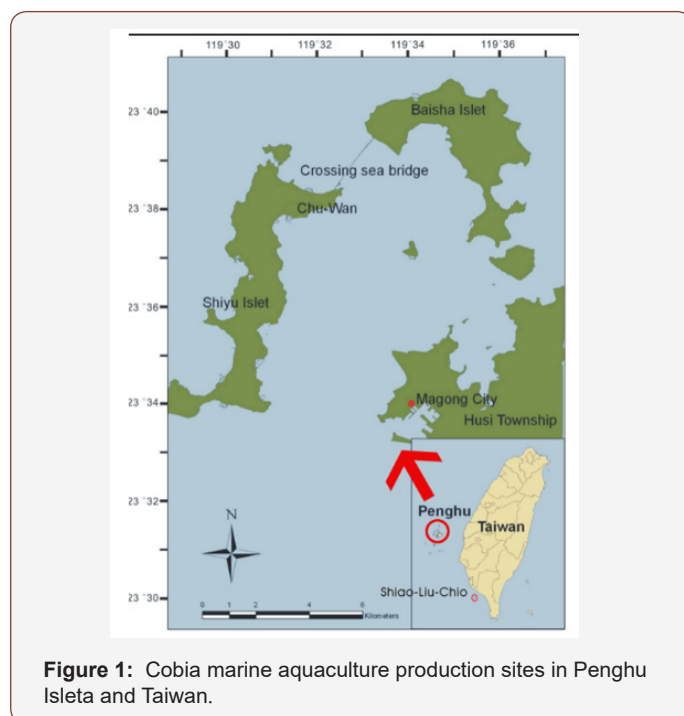 119°30 119°32 119°34 119°36
23°40
Baisha Islet
Crossing sea bridge
23°38
Chu-Wan
23°36
Shiyu Islet
23°34
Magong City
Husi Township
23°32
N
Penghu
Taiwan
Shiao-Liu-Chio
23°30
0 1 2 4 6
Kilometers
Figure 1: Cobia marine aquaculture production sites in Penghu
Isleta and Taiwan.